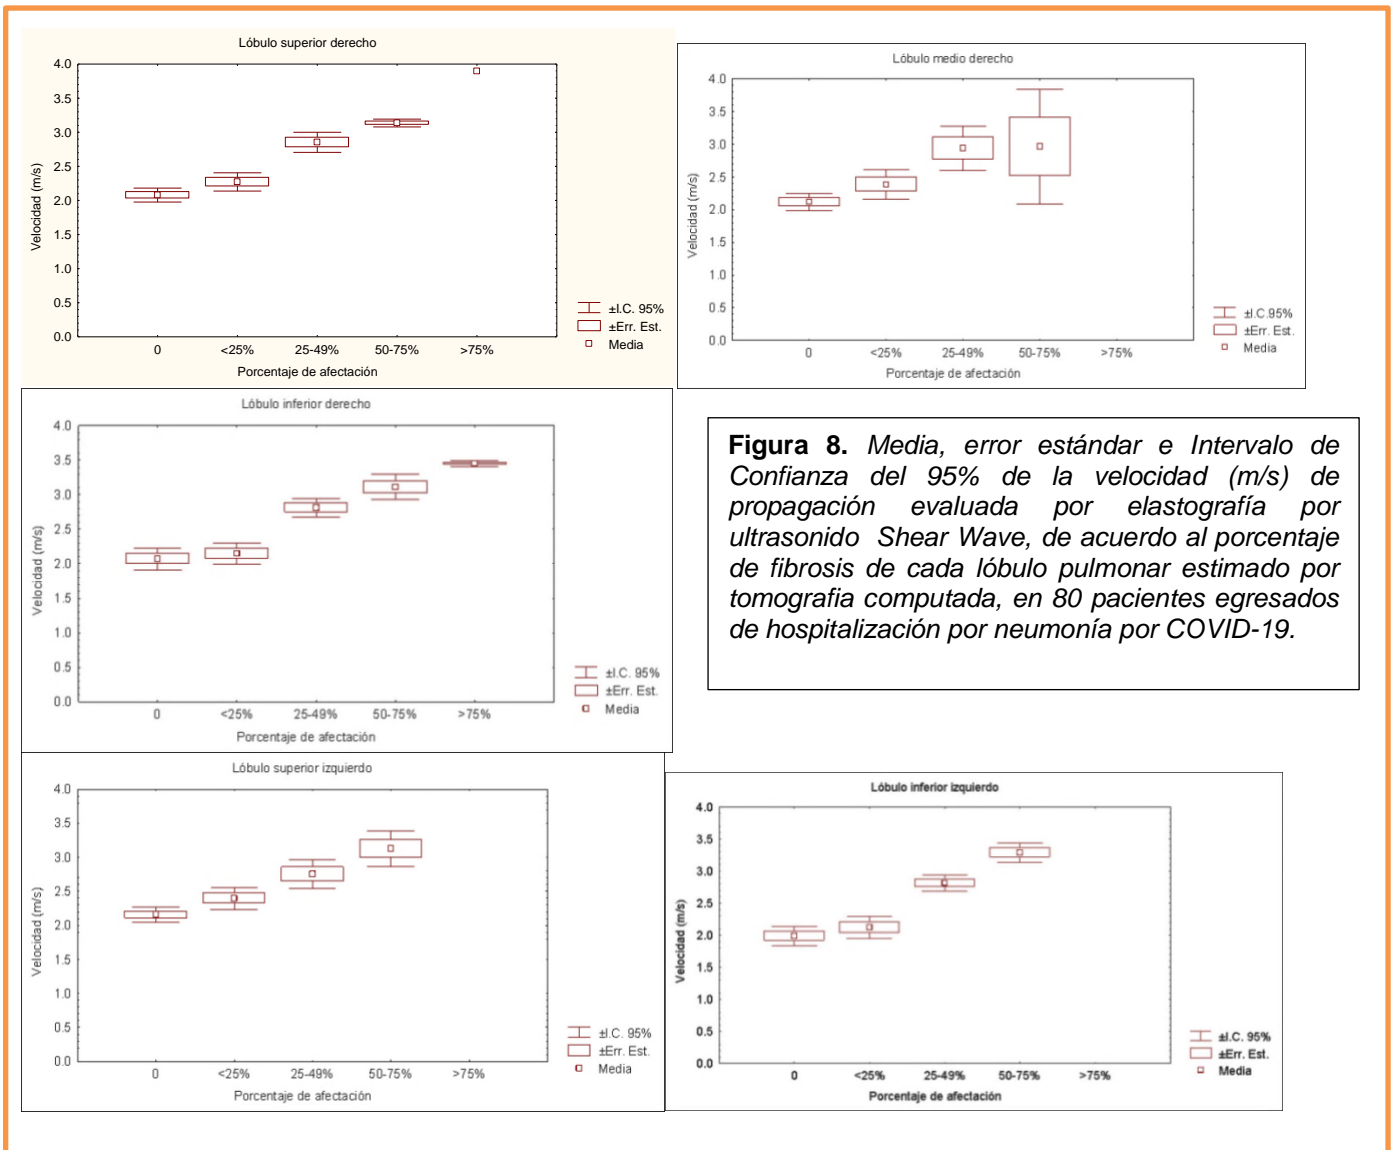 Lóbulo superior derecho
4.0
3.5
3.0
2.5
2.0
1.5
1.0
0.5
0.0
Velocidad (m/s)
0 <25% 25-49% 50-75% >75%
Porcentaje de afectación
±I.C. 95%
±Err. Est.
Media
Lóbulo medio derecho
4.0
3.5
3.0
2.5
2.0
1.5
1.0
0.5
0.0
Velocidad (m/s)
0 <25% 25-49% 50-75% >75%
Porcentaje de afectación
±I.C.95%
±Err. Est.
Media
Lóbulo inferior derecho
4.0
3.5
3.0
2.5
2.0
1.5
1.0
0.5
0.0
Velocidad (m/s)
0 <25% 25-49% 50-75% >75%
Porcentaje de afectación
±I.C. 95%
±Err. Est.
Media
Figura 8. Media, error estándar e Intervalo de
Confianza del 95% de la velocidad (m/s) de
propagación evaluada por elastografía por
ultrasonido Shear Wave, de acuerdo al porcentaje
de fibrosis de cada lóbulo pulmonar estimado por
tomografia computada, en 80 pacientes egresados
de hospitalización por neumonía por COVID-19.
Lóbulo superior izquierdo
4.0
3.5
3.0
2.5
2.0
1.5
1.0
0.5
0.0
Velocidad (m/s)
0 <25% 25-49% 50-75% >75%
Porcentaje de afectación
±I.C. 95%
±Err. Est.
Media
Lóbulo inferior izquierdo
4.0
3.5
3.0
2.5
2.0
1.5
1.0
0.5
0.0
Velocidad (m/s)
0 <25% 25-49% 50-75% >75%
Porcentaje de afectación
±I.C. 95%
±Err. Est.
Media